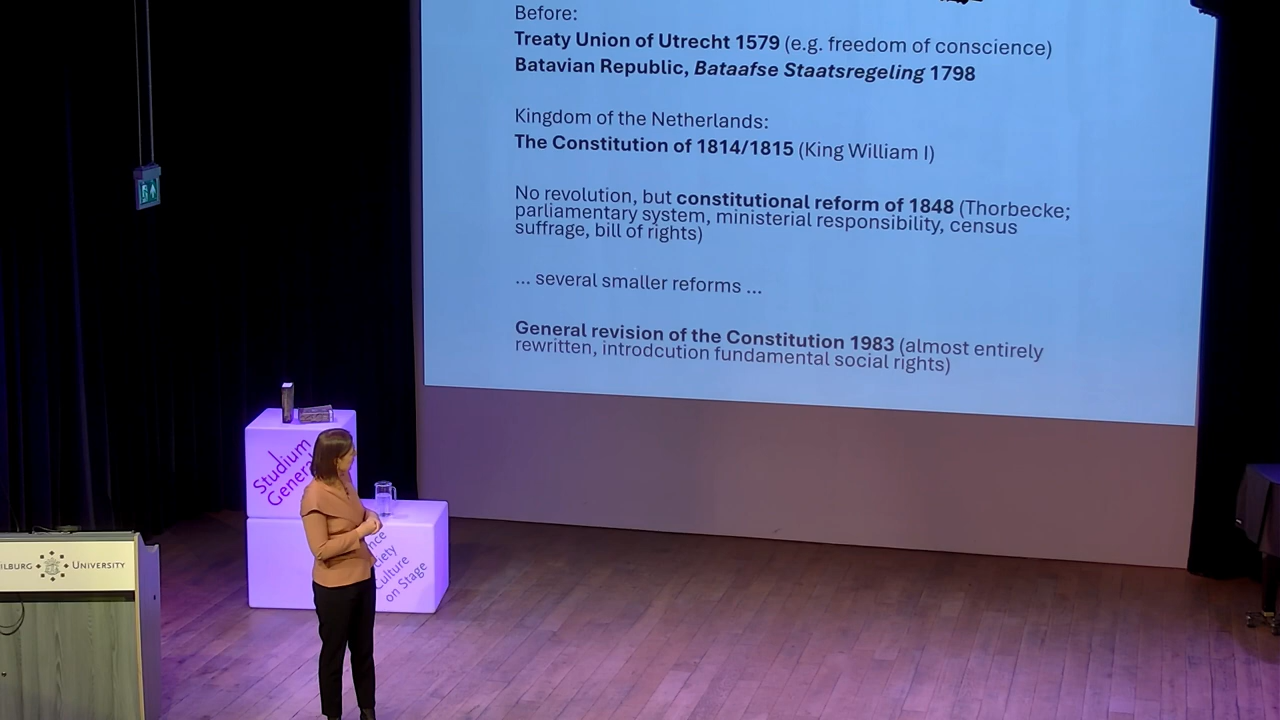 Before:
Treaty Union of Utrecht 1579 (e.g. freedom of conscience)
Batavian Republic, Bataafse Staatsregeling 1798
Kingdom of the Netherlands:
The Constitution of 1814/1815 (King William I)
No revolution, but constitutional reform of 1848 (Thorbecke;
parliamentary system, ministerial responsibility, census
suffrage, bill of rights)
... several smaller reforms ...
General revision of the Constitution 1983 (almost entirely
rewritten, introdcution fundamental social rights)
Studium
General
nce
ciety
Culture
on Stage
ILBURG UNIVERSITY